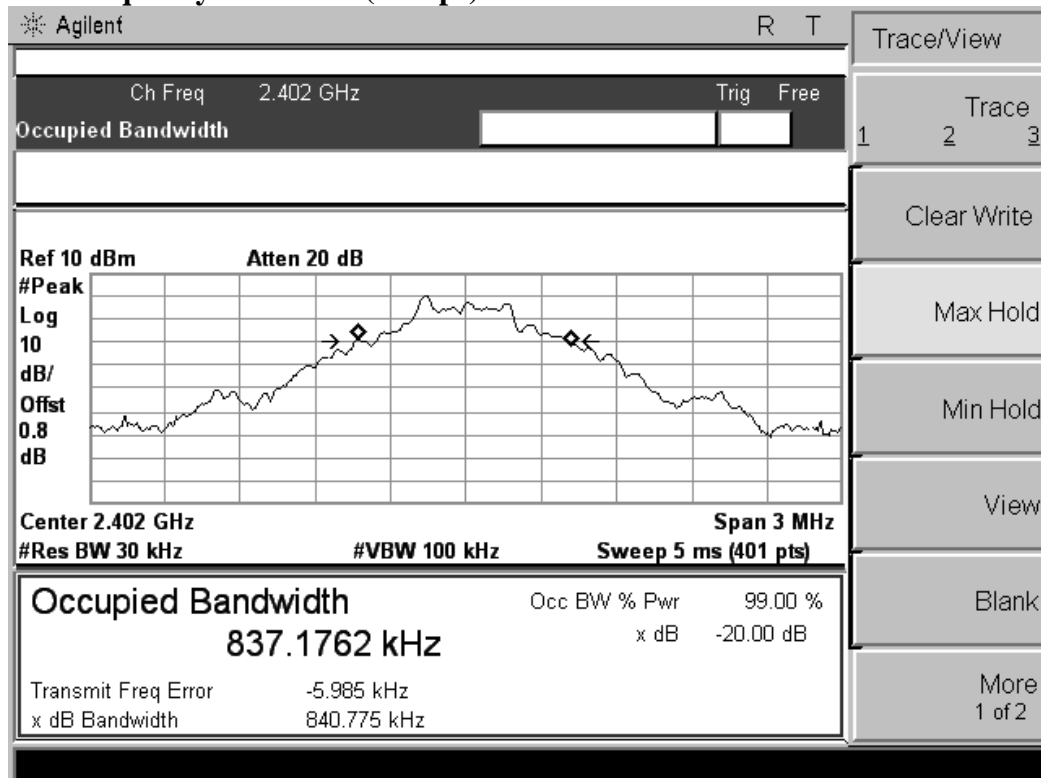 Agilent R T
Trace/View
Ch Freq 2.402 GHz Trig Free
Occupied Bandwidth
Trace
1 2 3
Clear Write
Max Hold
Min Hold
View
Blank
More
1 of 2
Ref 10 dBm Atten 20 dB
#Peak
Log
10
dB/
Offst
0.8
dB
Center 2.402 GHz Span 3 MHz
#Res BW 30 kHz #VBW 100 kHz Sweep 5 ms (401 pts)
Occupied Bandwidth
837.1762 kHz
Occ BW % Pwr 99.00 %
x dB -20.00 dB
Transmit Freq Error -5.985 kHz
x dB Bandwidth 840.775 kHz